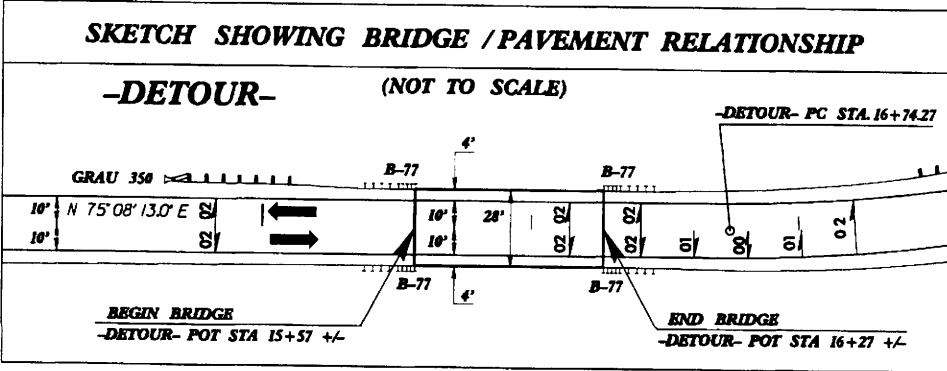 SKETCH SHOWING BRIDGE / PAVEMENT RELATIONSHIP
-DETOUR-
(NOT TO SCALE)
-DETOUR- PC STA. 16+74.27
4'
B-77
B-77
GRAU 350
10'
N 75°08'13.0" E
02
10'
28'
02
02
02
10'
02
10'
02
02
01
00
01
B-77
4'
B-77
BEGIN BRIDGE
-DETOUR- POT STA 15+57 +/-
END BRIDGE
-DETOUR- POT STA 16+27 +/-